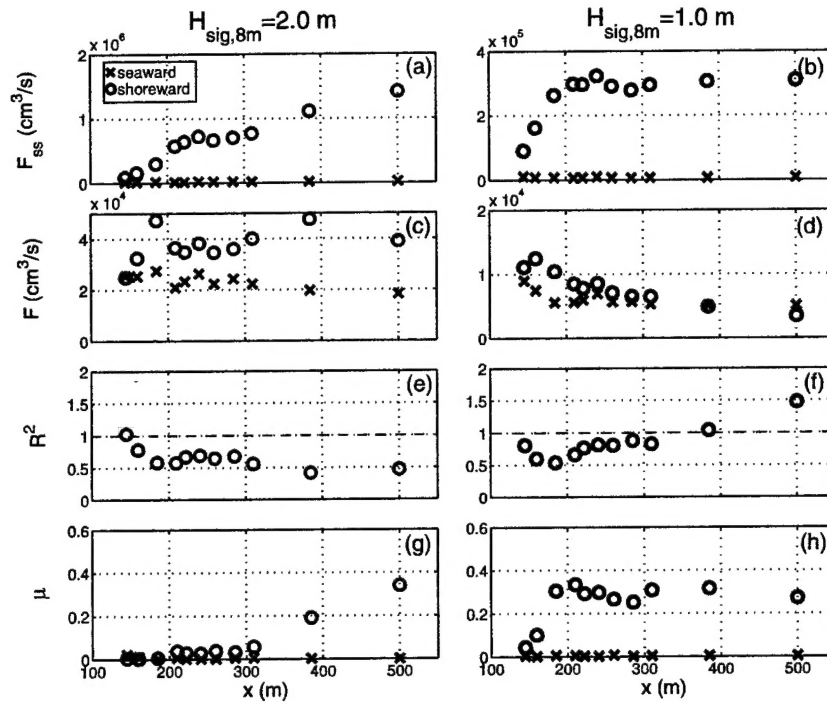 H_sig,8m=2.0 m
H_sig,8m=1.0 m
x 10^6
2
1
0
F_ss (cm^3/s)
seaward
shoreward
(a)
x 10^5
4
2
0
(b)
x 10^4
4
2
0
F (cm^3/s)
(c)
x 10^4
2
1
0
(d)
2
1.5
1
0.5
0
R^2
(e)
2
1.5
1
0.5
0
(f)
0.6
0.4
0.2
0
μ
(g)
100 200 300 400 500
x (m)
0.6
0.4
0.2
0
(h)
100 200 300 400 500
x (m)